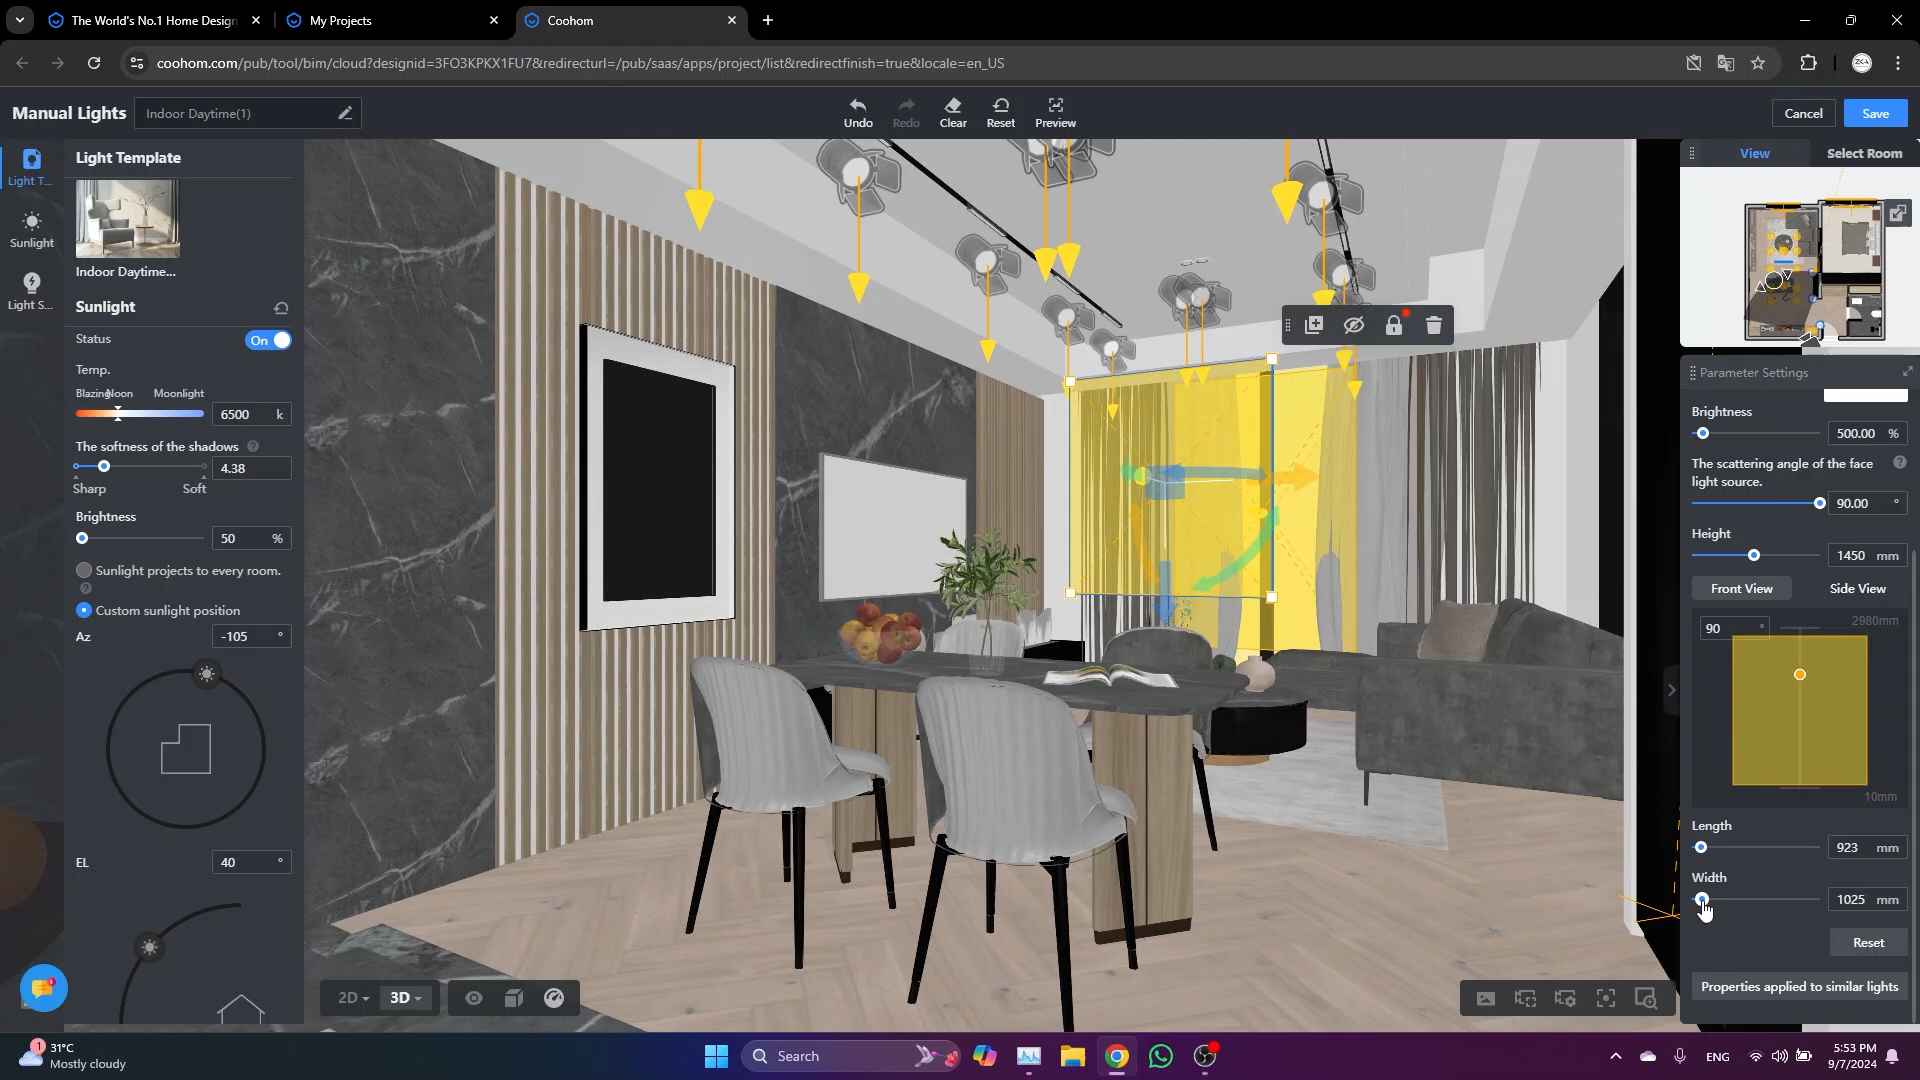 The World's No.1 Home Design
My Projects
Coohom
coohom.com/pub/tool/bim/cloud?designid=3FO3KPKX1FU7&redirecturl=/pub/saas/apps/project/list&redirectfinish=true&locale=en_US
Manual Lights
Indoor Daytime(1)
Undo
Redo
Clear
Reset
Preview
Cancel
Save
Light T...
Sunlight
Light S...
Light Template
Indoor Daytime...
Sunlight
Status
On
Temp.
Blazing
Noon
Moonlight
6500 k
The softness of the shadows
4.38
Sharp
Soft
Brightness
50 %
Sunlight projects to every room.
Custom sunlight position
Az
-105 °
EL
40 °
2D
3D
View
Select Room
Parameter Settings
Brightness
500.00 %
The scattering angle of the face
light source.
90.00 °
Height
1450 mm
Front View
Side View
90 °
2980mm
10mm
Length
923 mm
Width
1025 mm
Reset
Properties applied to similar lights
1
31°C
Mostly cloudy
Search
ENG
5:53 PM
9/7/2024